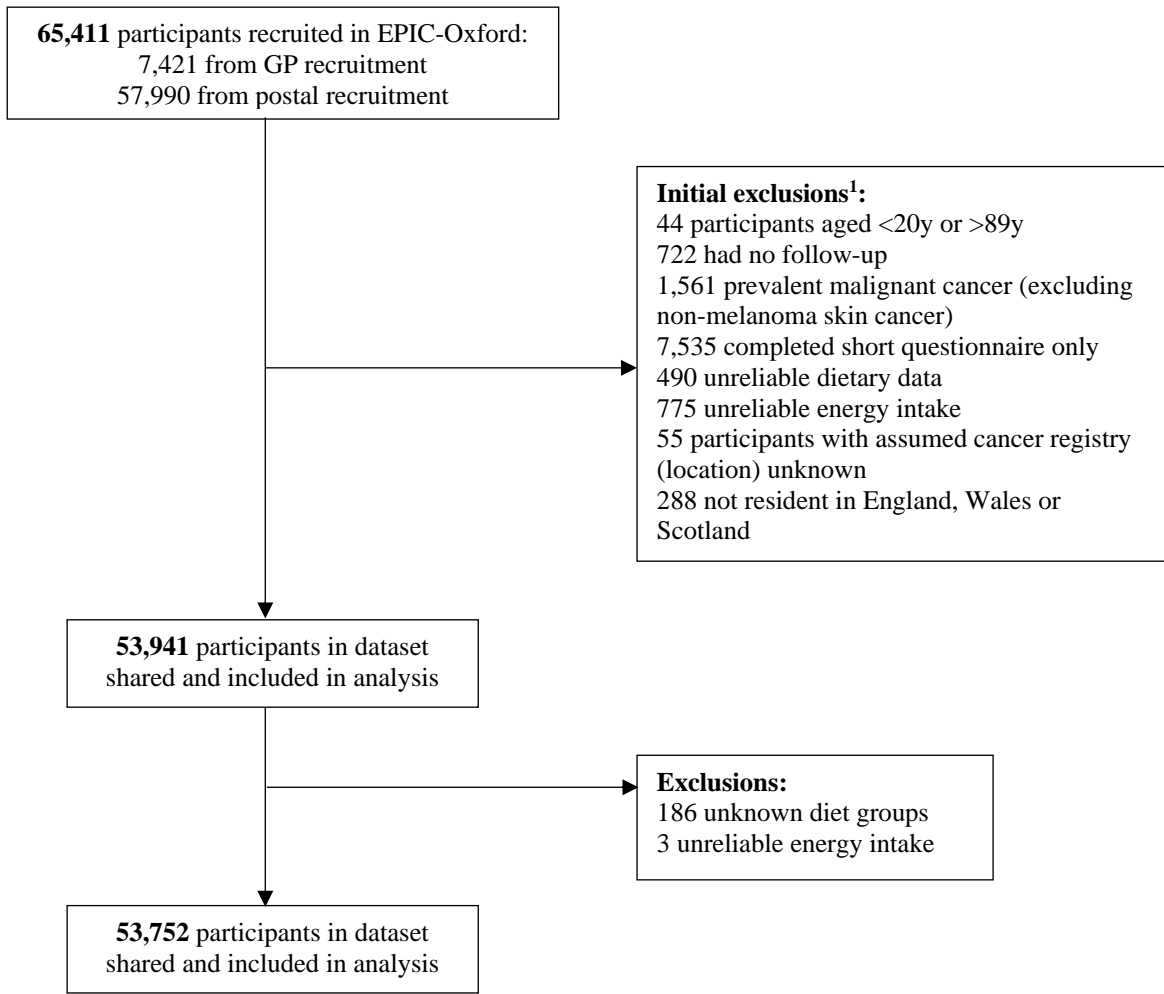 65,411 participants recruited in EPIC-Oxford:
7,421 from GP recruitment
57,990 from postal recruitment
Initial exclusions¹:
44 participants aged <20y or >89y
722 had no follow-up
1,561 prevalent malignant cancer (excluding
non-melanoma skin cancer)
7,535 completed short questionnaire only
490 unreliable dietary data
775 unreliable energy intake
55 participants with assumed cancer registry
(location) unknown
288 not resident in England, Wales or
Scotland
53,941 participants in dataset
shared and included in analysis
Exclusions:
186 unknown diet groups
3 unreliable energy intake
53,752 participants in dataset
shared and included in analysis